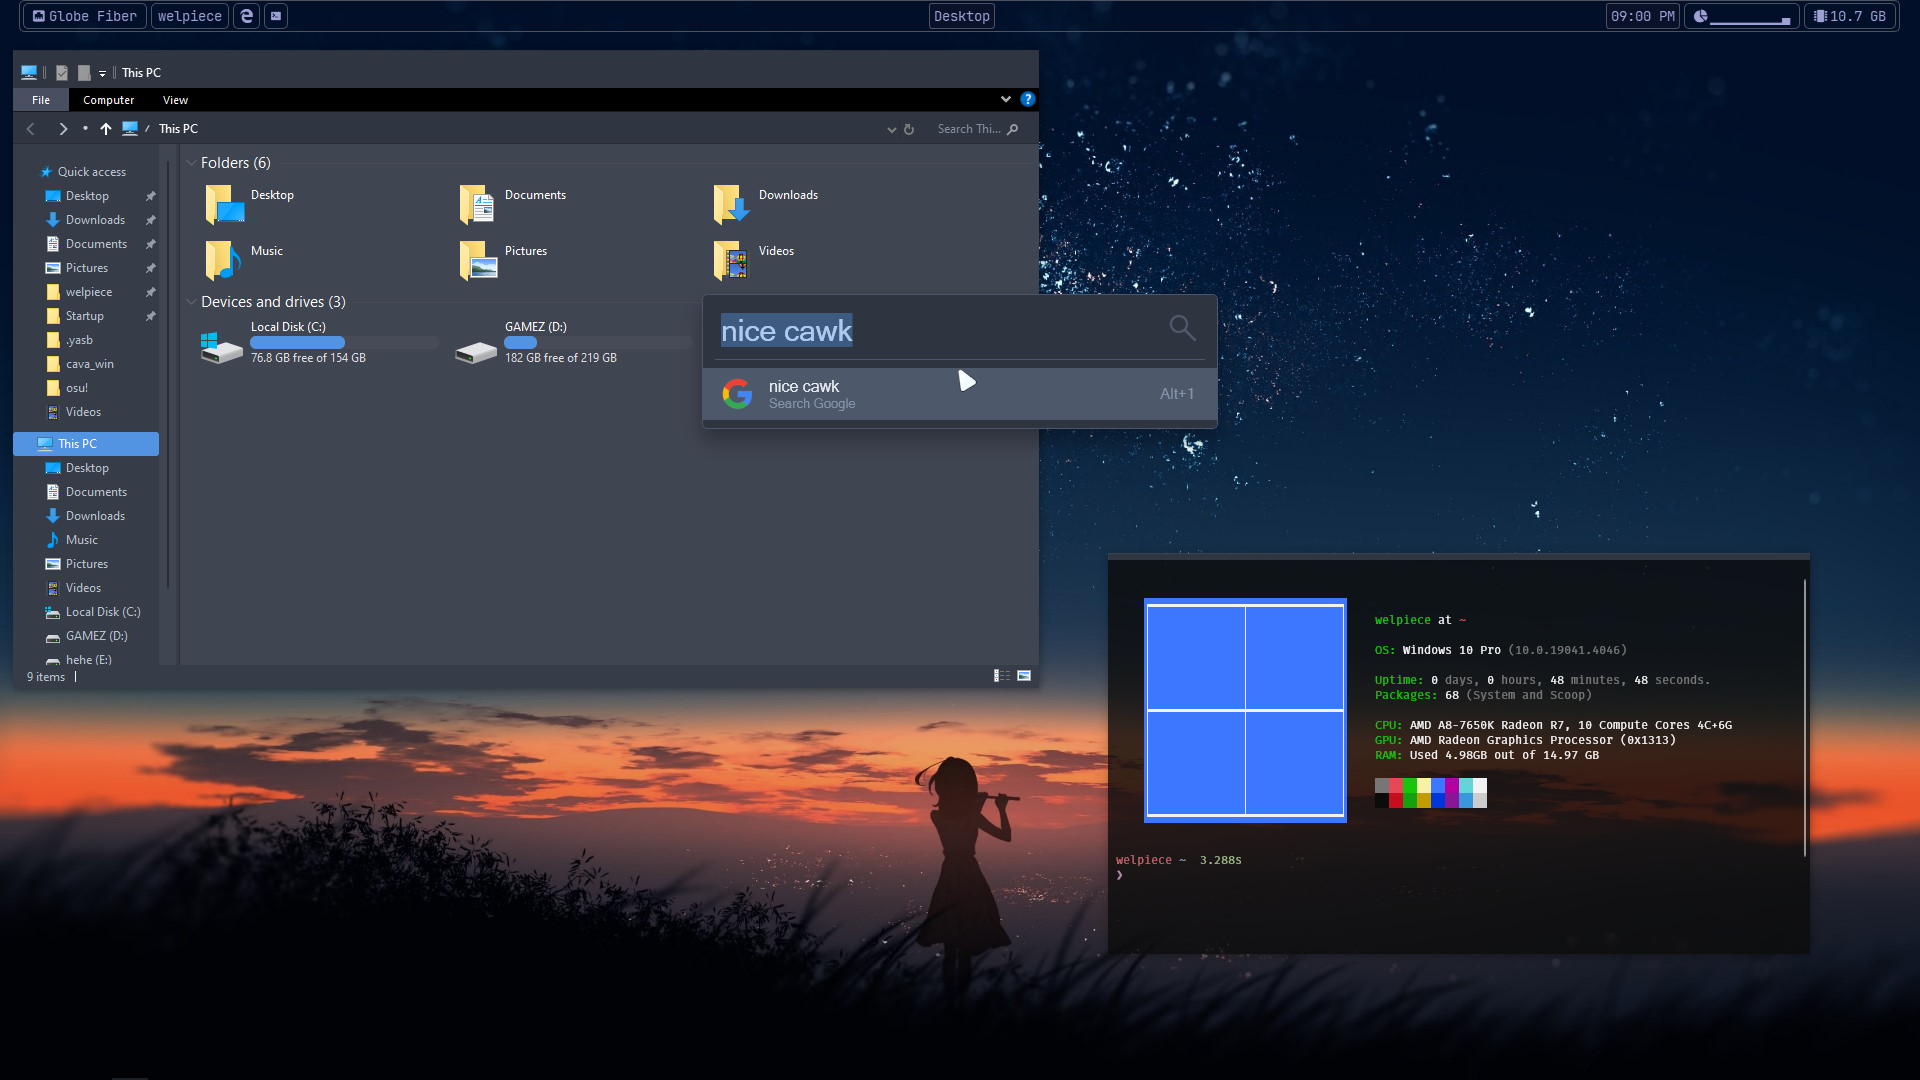 Globe Fiber
welpiece
Desktop
09:00 PM
10.7 GB
This PC
File
Computer
View
This PC
Search Thi...
Quick access
Desktop
Downloads
Documents
Pictures
welpiece
Startup
.yasb
cava_win
osu!
Videos
This PC
Desktop
Documents
Downloads
Music
Pictures
Videos
Local Disk (C:)
GAMEZ (D:)
hehe (E:)
Folders (6)
Desktop
Documents
Downloads
Music
Pictures
Videos
Devices and drives (3)
Local Disk (C:)
76.8 GB free of 154 GB
GAMEZ (D:)
182 GB free of 219 GB
9 items
nice cawk
nice cawk
Search Google
Alt+1
welpiece at ~
OS: Windows 10 Pro (10.0.19041.4046)
Uptime: 0 days, 0 hours, 48 minutes, 48 seconds.
Packages: 68 (System and Scoop)
CPU: AMD A8-7650K Radeon R7, 10 Compute Cores 4C+6G
GPU: AMD Radeon Graphics Processor (0x1313)
RAM: Used 4.98GB out of 14.97 GB
welpiece ~ 3.288s
❯